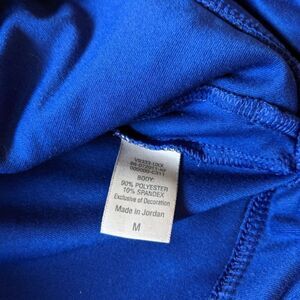 BODY:
90% POLYESTER
10% SPANDEX
Exclusive of Decoration
Made in Jordan
M